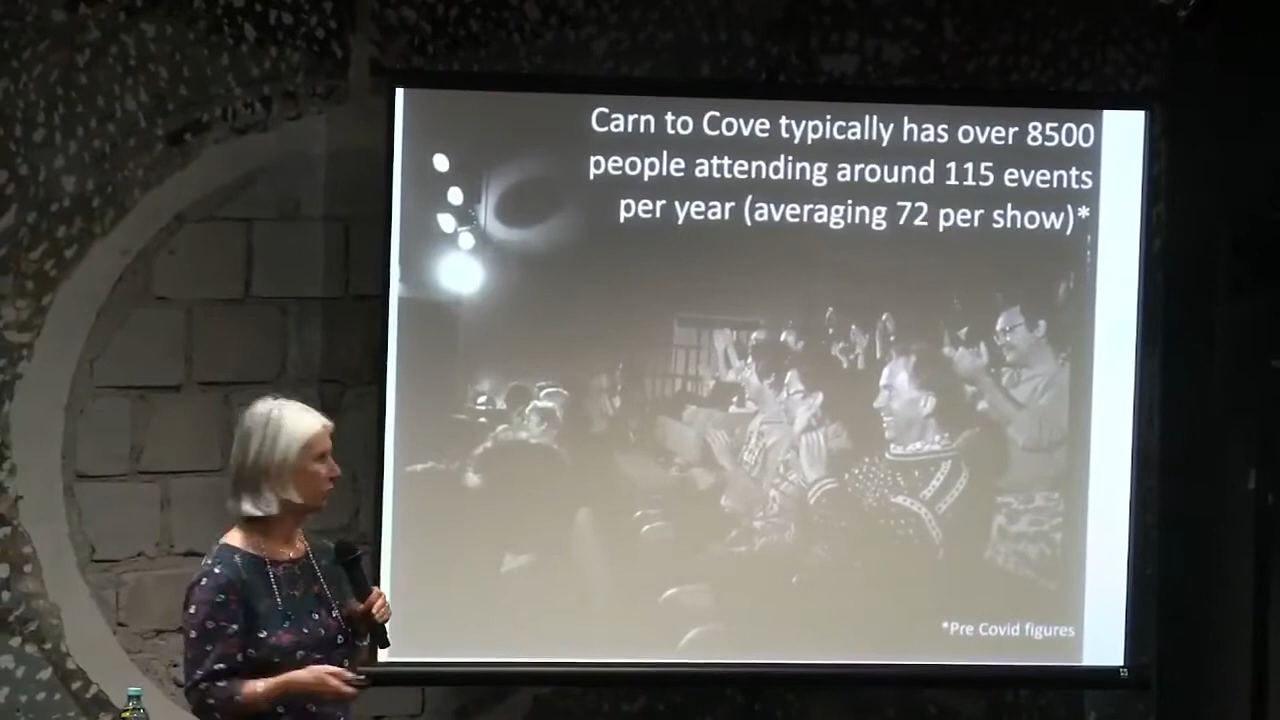 Carn to Cove typically has over 8500
people attending around 115 events
per year (averaging 72 per show)*
*Pre Covid figures